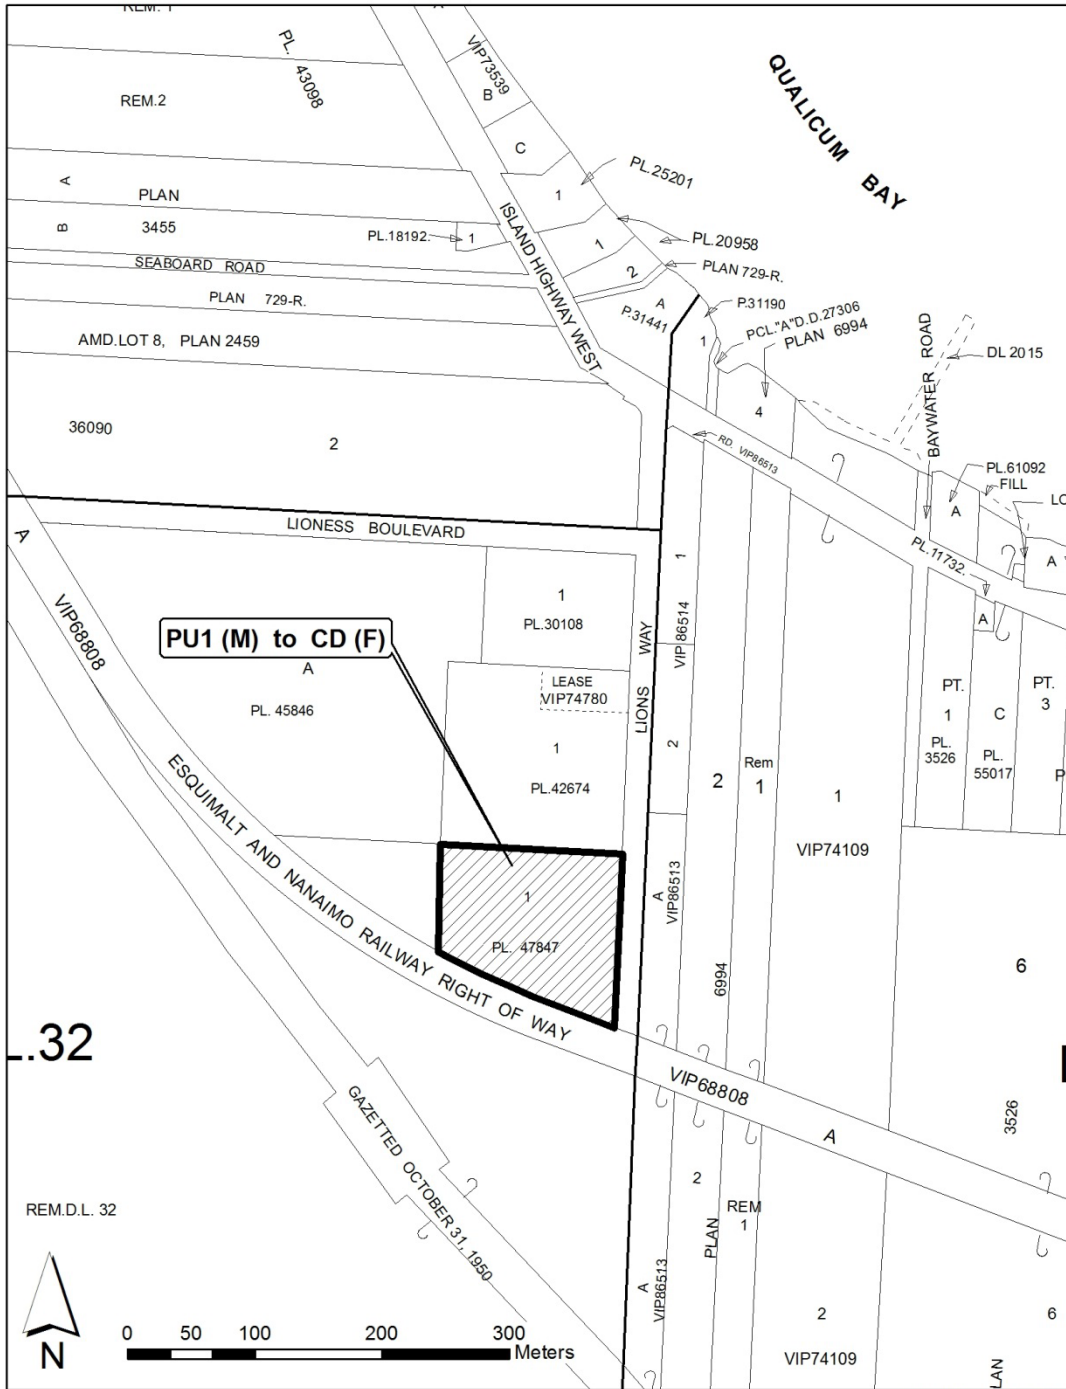 REM. 1
A
PL. 43098
VIP73539
B
QUALICUM BAY
REM.2
C
PL.25201
A
PLAN
1
B
3455
PL.18192.
1
ISLAND HIGHWAY WEST
1
PL.20958
SEABOARD ROAD
2
PLAN 729-R.
PLAN 729-R.
A
P.31441
P.31190
PCL."A"D.D.27306
PLAN 6994
AMD.LOT 8, PLAN 2459
1
BAYWATER ROAD
DL 2015
4
36090
2
RD. VIP86513
PL.61092
FILL
LO
A
LIONESS BOULEVARD
PL.11732.
A
A
A
VIP68808
1
PL.30108
1
VIP86514
A
PU1 (M) to CD (F)
A
LIONS WAY
LEASE
VIP74780
PL. 45846
1
PL.42674
2
2
Rem
1
1
VIP74109
PT.
1
PL.
3526
C
PL.
55017
PT.
3
P
ESQUIMALT AND NANAIMO RAILWAY RIGHT OF WAY
1
PL. 47847
A
VIP86513
6994
6
L.32
VIP68808
A
3526
GAZETTED OCTOBER 31, 1950
REM.D.L. 32
2
PLAN
REM
1
A
VIP86513
2
VIP74109
6
LAN
N
0 50 100 200 300
Meters